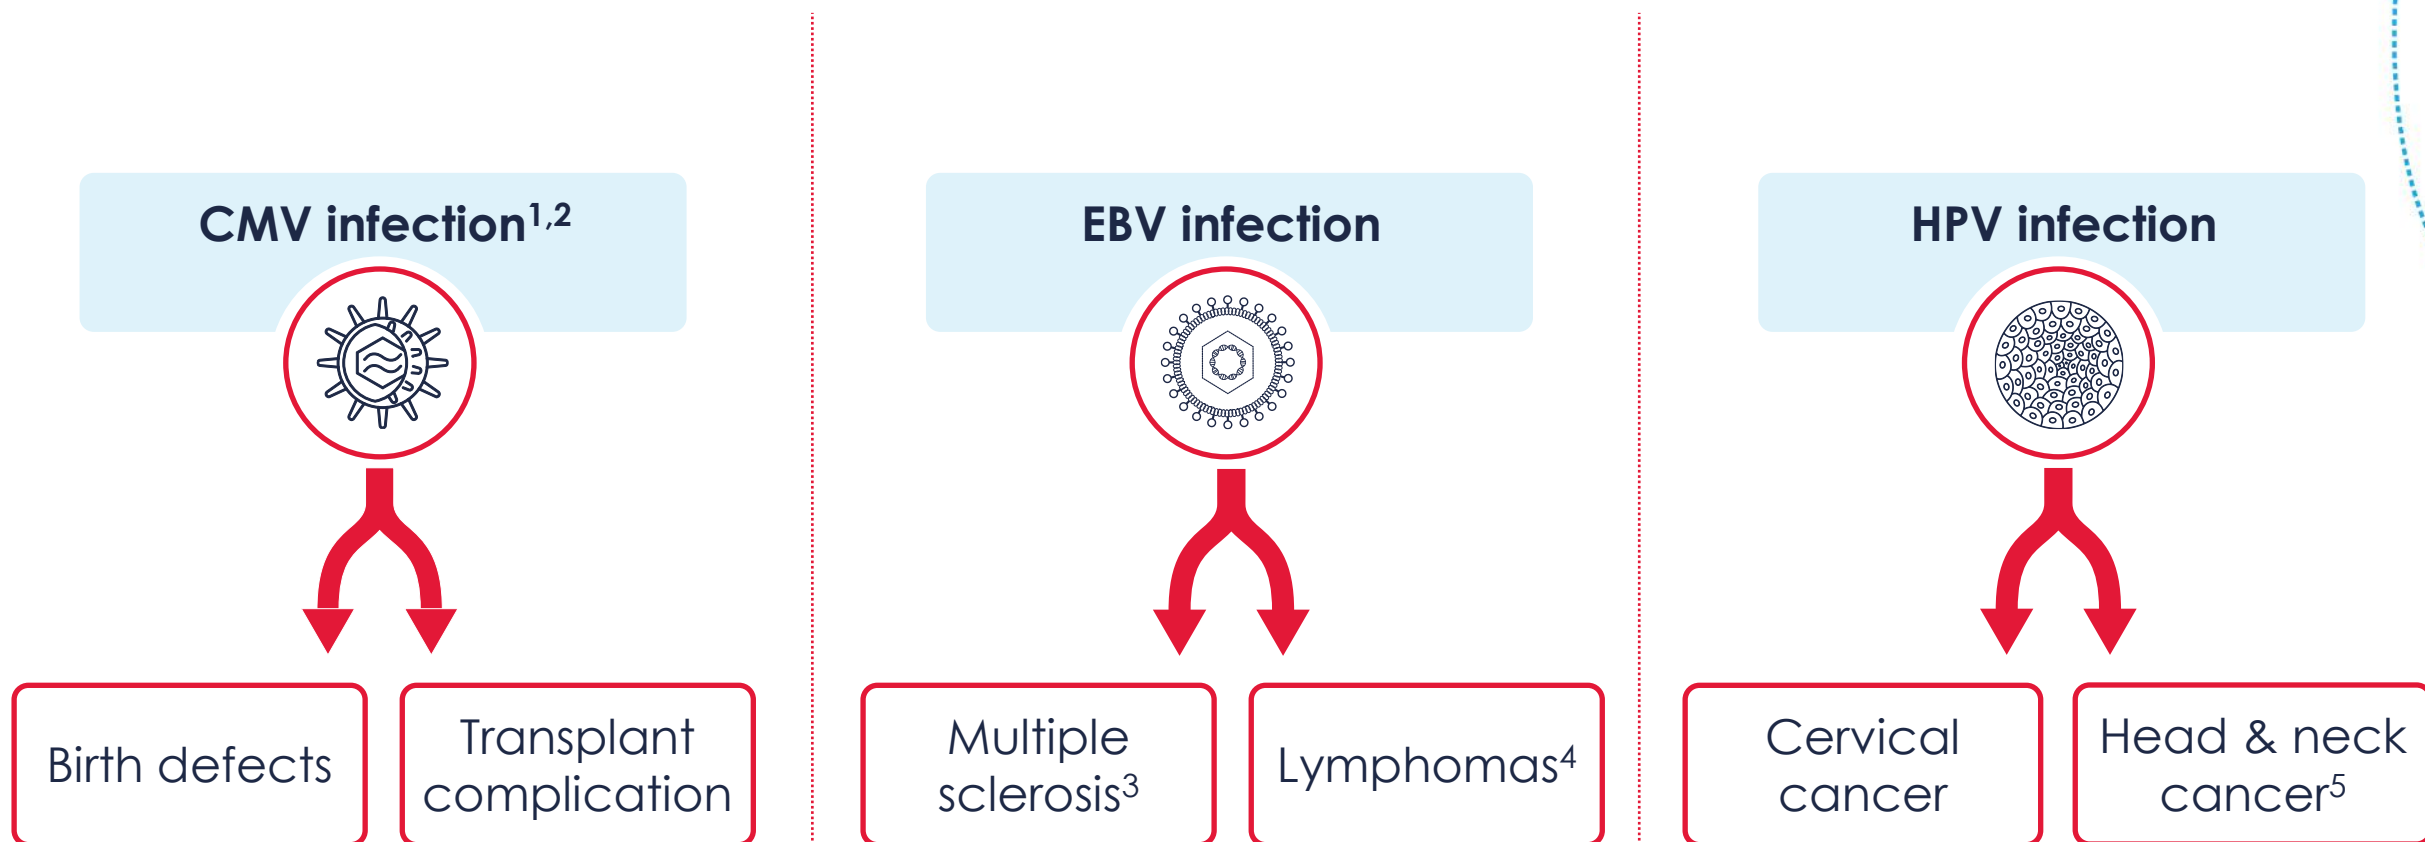 CMV infection1,2
Birth defects
Transplant
complication
EBV infection
Multiple
sclerosis3
Lymphomas4
HPV infection
Cervical
cancer
Head & neck
cancer5